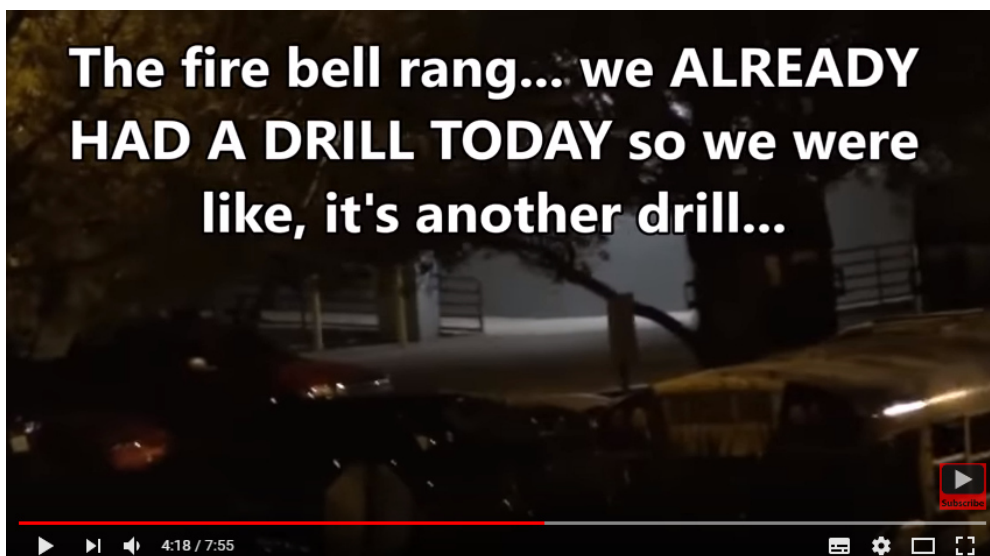 The fire bell rang... we ALREADY
HAD A DRILL TODAY so we were
like, it's another drill...
Subscribe
4:18 / 7:55